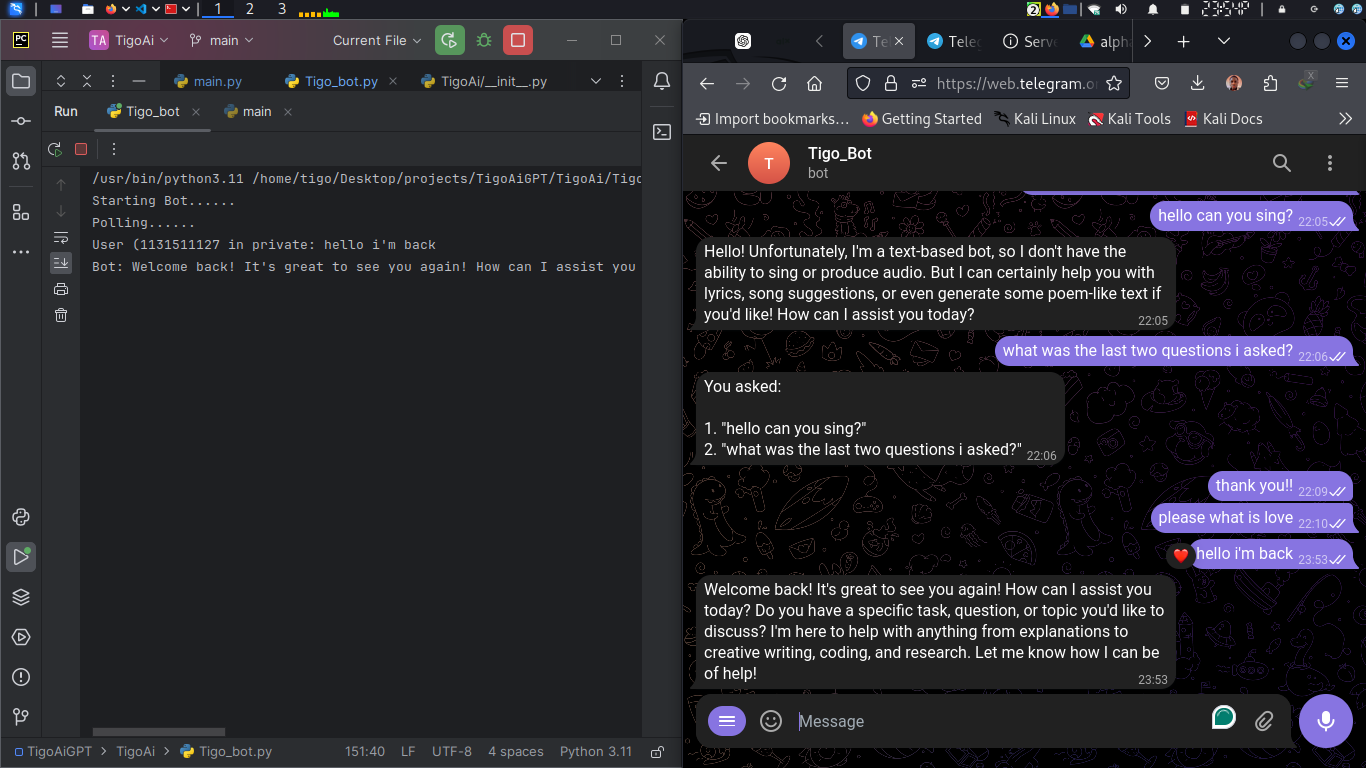 1 2 3
2
23:54
PC
TA TigoAi main Current File
main.py Tigo_bot.py TigoAi/__init__.py
Run Tigo_bot main
/usr/bin/python3.11 /home/tigo/Desktop/projects/TigoAiGPT/TigoAi/Tigo
Starting Bot......
Polling......
User (1131511127 in private: hello i'm back
Bot: Welcome back! It's great to see you again! How can I assist you
TigoAiGPT TigoAi Tigo_bot.py 151:40 LF UTF-8 4 spaces Python 3.11
Te Teleg Serve alpha
https://web.telegram.o
Import bookmarks... Getting Started Kali Linux Kali Tools Kali Docs
T
Tigo_Bot
bot
hello can you sing? 22:05
Hello! Unfortunately, I'm a text-based bot, so I don't have the
ability to sing or produce audio. But I can certainly help you with
lyrics, song suggestions, or even generate some poem-like text if
you'd like! How can I assist you today?
22:05
what was the last two questions i asked? 22:06
You asked:
1. "hello can you sing?"
2. "what was the last two questions i asked?" 22:06
thank you!! 22:09
please what is love 22:10
hello i'm back 23:53
Welcome back! It's great to see you again! How can I assist you
today? Do you have a specific task, question, or topic you'd like to
discuss? I'm here to help with anything from explanations to
creative writing, coding, and research. Let me know how I can be
of help!
23:53
Message